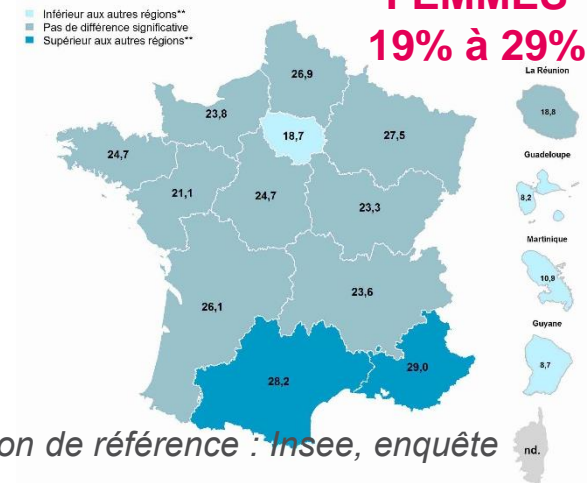 FEMMES
19% à 29%
Inférieur aux autres régions**
Pas de différence significative
Supérieur aux autres régions**
26,9
23,8
18,7
27,5
24,7
21,1
24,7
23,3
26,1
23,6
28,2
29,0
La Réunion
18,8
Guadeloupe
8,2
Martinique
10,9
Guyane
8,7
nd.
on de référence : Insee, enquête